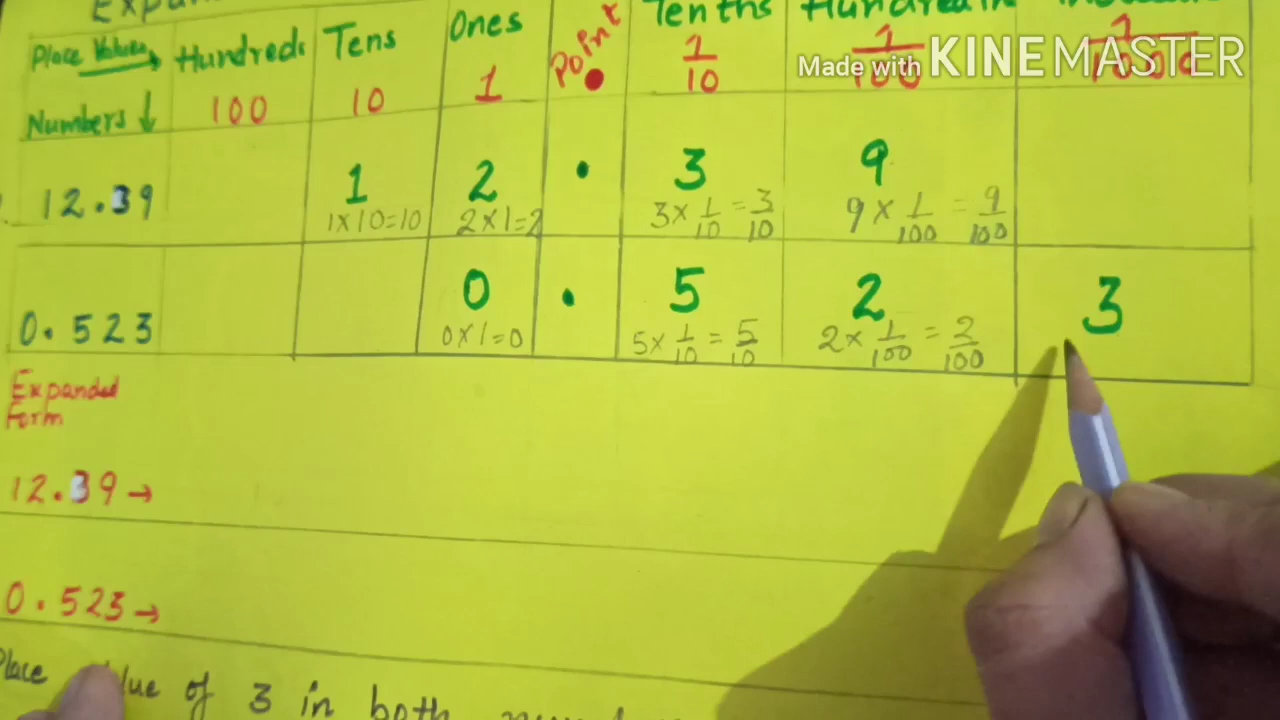 Place Values Hundreds Tens Ones Point Tenths
100 10 1 1/10 1/100
Numbers
Made with KINEMASTER
12.39 1 2 . 3 9
1×10=10 2×1=2 3×1/10=3/10 9×1/100=9/100
0.523 0 . 5 2 3
0×1=0 5×1/10=5/10 2×1/100=2/100
Expanded
Form
12.39→
0.523→
of 3 in both